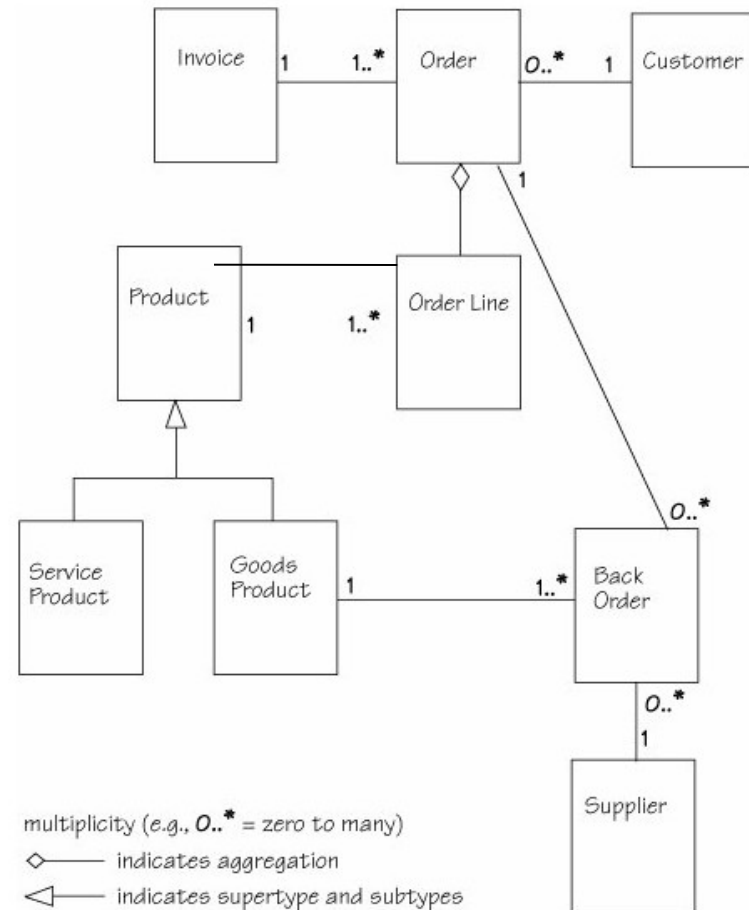 Invoice
1
1..*
Order
0..*
1
Customer
1
Product
1
1..*
Order Line
0..*
Service
Product
Goods
Product
1
1..*
Back
Order
0..*
1
Supplier
multiplicity (e.g., 0..* = zero to many)
indicates aggregation
indicates supertype and subtypes